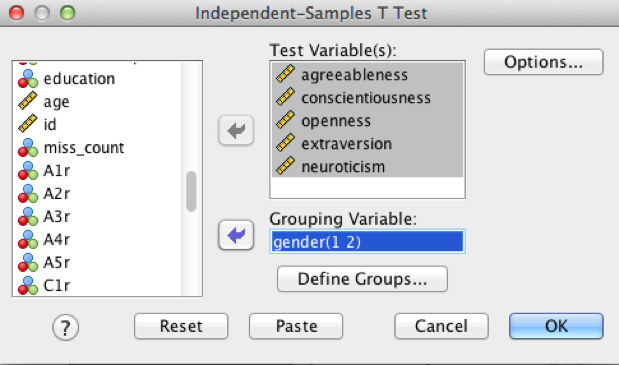 Independent-Samples T Test
education
age
id
miss_count
A1r
A2r
A3r
A4r
A5r
C1r
Test Variable(s):
agreeableness
conscientiousness
openness
extraversion
neuroticism
Grouping Variable:
gender(1 2)
Define Groups...
Options...
?
Reset
Paste
Cancel
OK